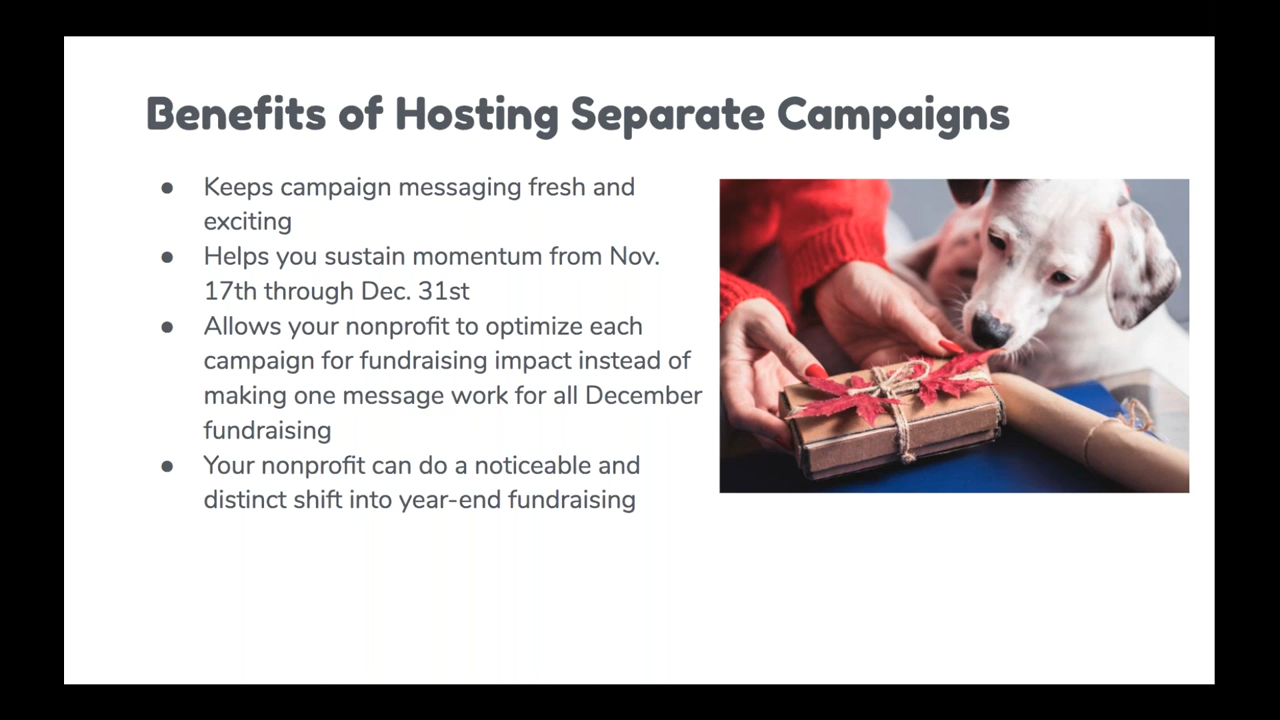 Benefits of Hosting Separate Campaigns
● Keeps campaign messaging fresh and
exciting
● Helps you sustain momentum from Nov.
17th through Dec. 31st
● Allows your nonprofit to optimize each
campaign for fundraising impact instead of
making one message work for all December
fundraising
● Your nonprofit can do a noticeable and
distinct shift into year-end fundraising